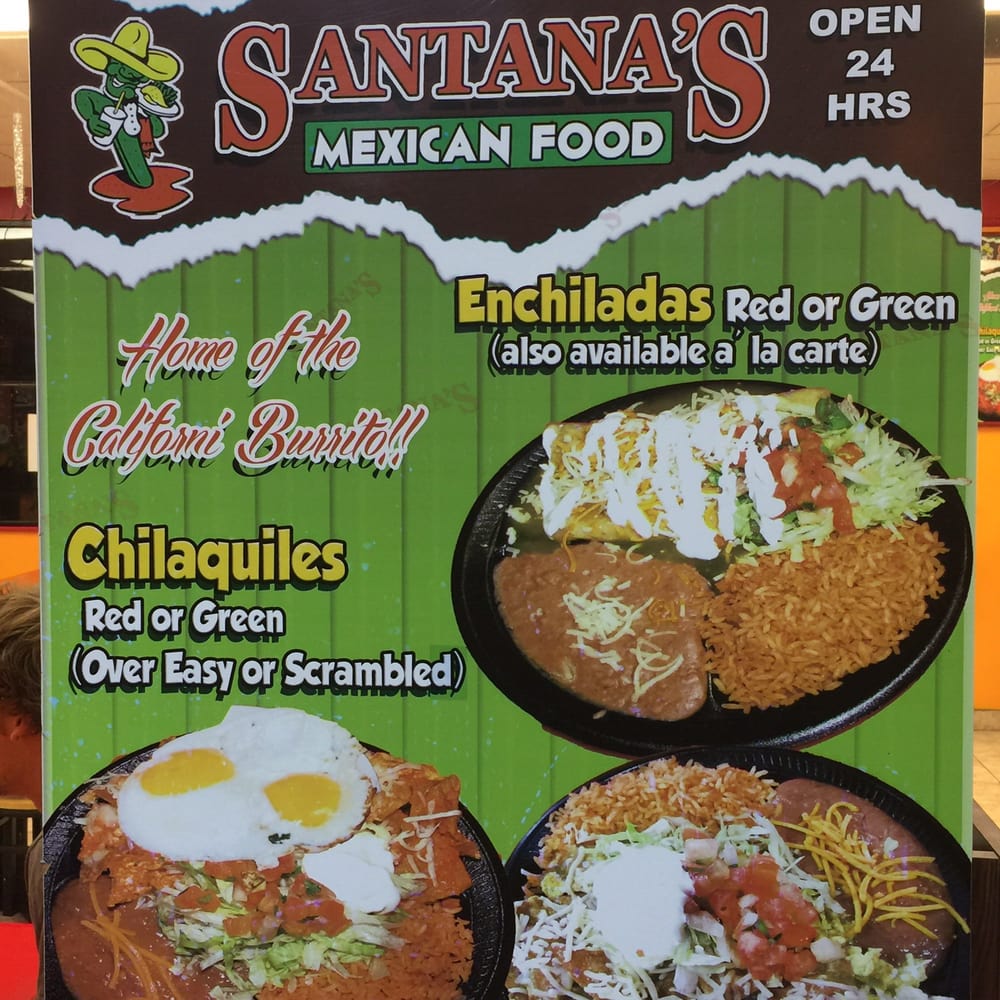 SANTANA'S
MEXICAN FOOD
OPEN
24
HRS
Home of the
Californi Burrito!!
Enchiladas Red or Green
(also available a' la carte)
Chilaquiles
Red or Green
(Over Easy or Scrambled)